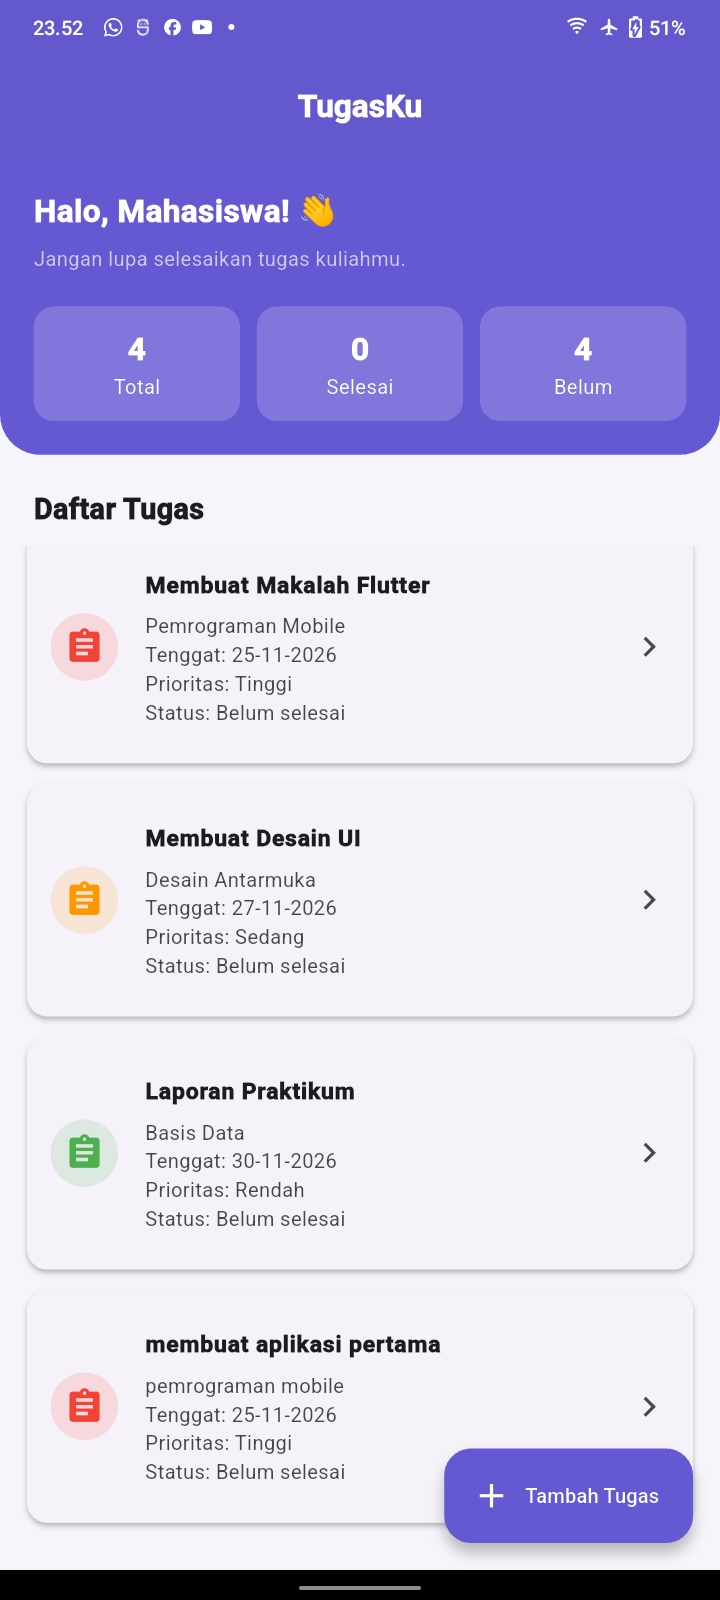 23.52
51%
TugasKu
Halo, Mahasiswa! 👋
Jangan lupa selesaikan tugas kuliahmu.
4
Total
0
Selesai
4
Belum
Daftar Tugas
Membuat Makalah Flutter
Pemrograman Mobile
Tenggat: 25-11-2026
Prioritas: Tinggi
Status: Belum selesai
Membuat Desain UI
Desain Antarmuka
Tenggat: 27-11-2026
Prioritas: Sedang
Status: Belum selesai
Laporan Praktikum
Basis Data
Tenggat: 30-11-2026
Prioritas: Rendah
Status: Belum selesai
membuat aplikasi pertama
pemrograman mobile
Tenggat: 25-11-2026
Prioritas: Tinggi
Status: Belum selesai
Tambah Tugas